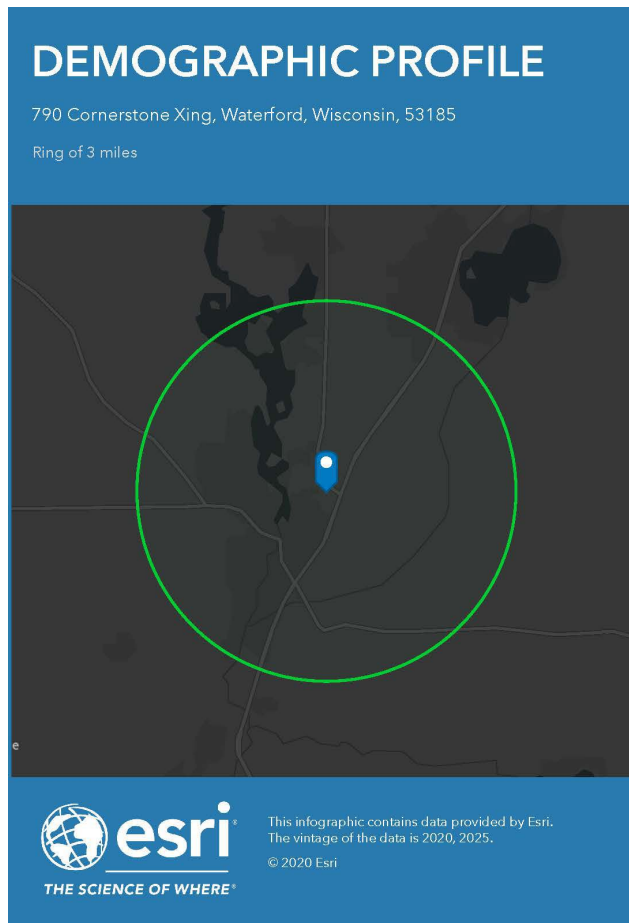 DEMOGRAPHIC PROFILE
790 Cornerstone Xing, Waterford, Wisconsin, 53185
Ring of 3 miles
e
esri®
THE SCIENCE OF WHERE®
This infographic contains data provided by Esri.
The vintage of the data is 2020, 2025.
© 2020 Esri